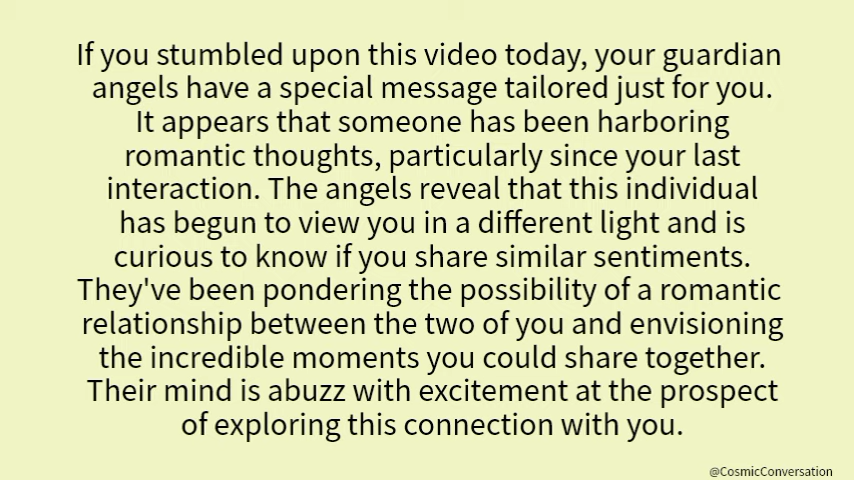 If you stumbled upon this video today, your guardian
angels have a special message tailored just for you.
It appears that someone has been harboring
romantic thoughts, particularly since your last
interaction. The angels reveal that this individual
has begun to view you in a different light and is
curious to know if you share similar sentiments.
They've been pondering the possibility of a romantic
relationship between the two of you and envisioning
the incredible moments you could share together.
Their mind is abuzz with excitement at the prospect
of exploring this connection with you.
@CosmicConversation